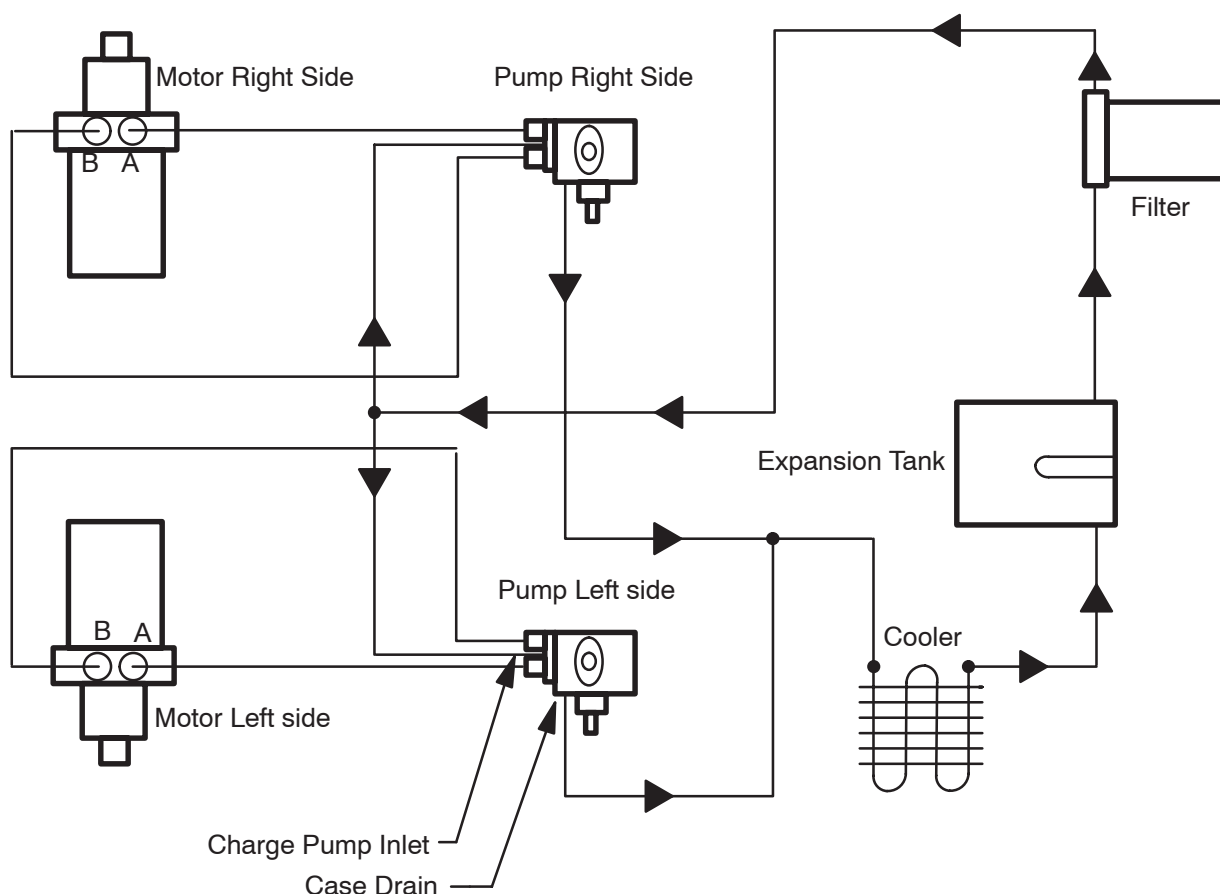 Motor Right Side
Pump Right Side
B A
Filter
Expansion Tank
Pump Left side
B A
Cooler
Motor Left side
Charge Pump Inlet
Case Drain